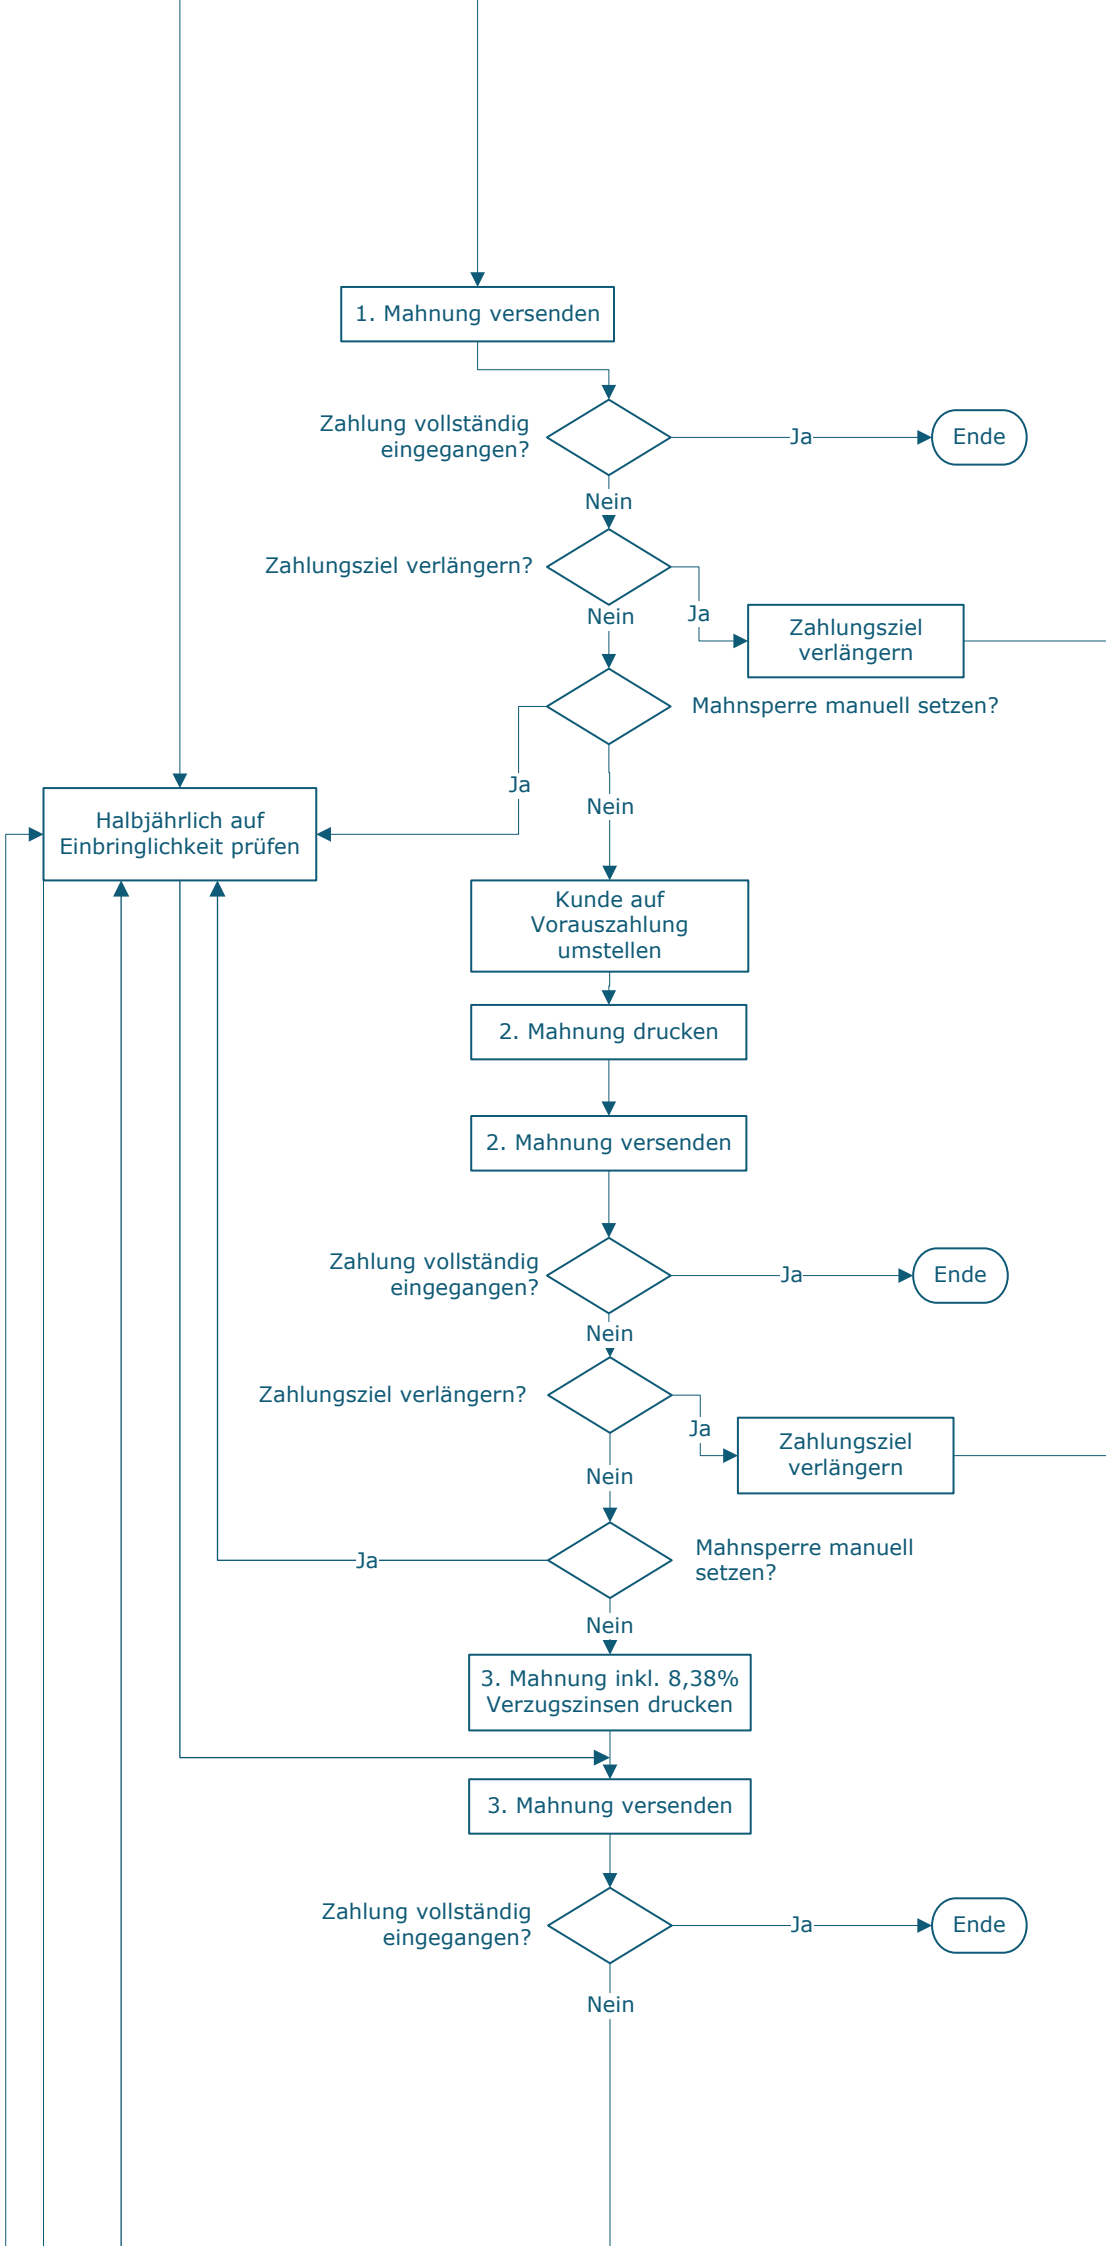 1. Mahnung versenden
Zahlung vollständig
eingegangen?
Ja
Ende
Nein
Zahlungsziel verlängern?
Ja
Nein
Zahlungsziel
verlängern
Mahnsperre manuell setzen?
Ja
Nein
Halbjährlich auf
Einbringlichkeit prüfen
Kunde auf
Vorauszahlung
umstellen
2. Mahnung drucken
2. Mahnung versenden
Zahlung vollständig
eingegangen?
Ja
Ende
Nein
Zahlungsziel verlängern?
Ja
Zahlungsziel
verlängern
Nein
Mahnsperre manuell
setzen?
Ja
Nein
3. Mahnung inkl. 8,38%
Verzugszinsen drucken
3. Mahnung versenden
Zahlung vollständig
eingegangen?
Ja
Ende
Nein